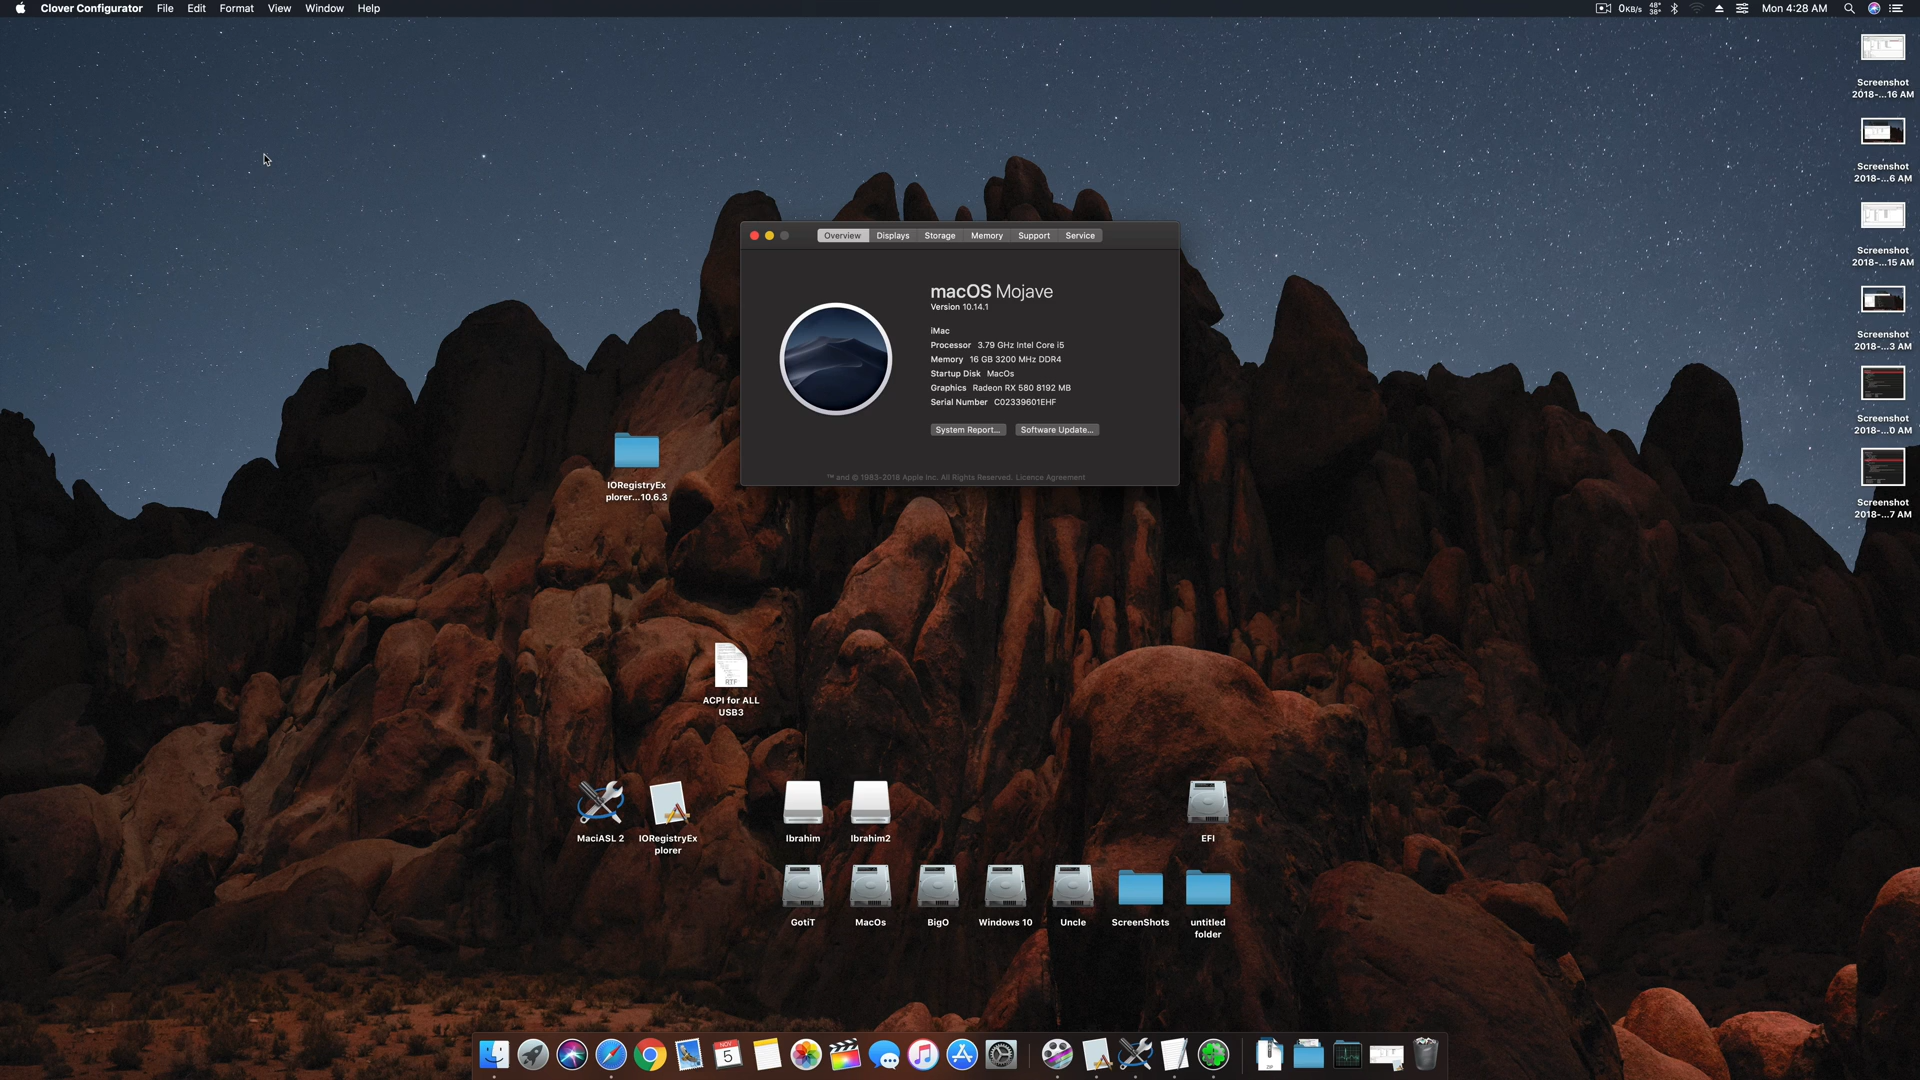 Clover Configurator File Edit Format View Window Help
0KB/s 48° 38° Mon 4:28 AM
Screenshot
2018-...16 AM
Screenshot
2018-...6 AM
Screenshot
2018-...15 AM
Screenshot
2018-...3 AM
Screenshot
2018-...0 AM
Screenshot
2018-...7 AM
Overview Displays Storage Memory Support Service
macOS Mojave
Version 10.14.1
iMac
Processor 3.79 GHz Intel Core i5
Memory 16 GB 3200 MHz DDR4
Startup Disk MacOs
Graphics Radeon RX 580 8192 MB
Serial Number C02339601EHF
System Report... Software Update...
™ and © 1983-2018 Apple Inc. All Rights Reserved. Licence Agreement
IORegistryEx
plorer...10.6.3
RTF
ACPI for ALL
USB3
MaciASL 2
IORegistryEx
plorer
Ibrahim
Ibrahim2
EFI
GotiT
MacOs
BigO
Windows 10
Uncle
ScreenShots
untitled
folder
NOV
5
ZIP